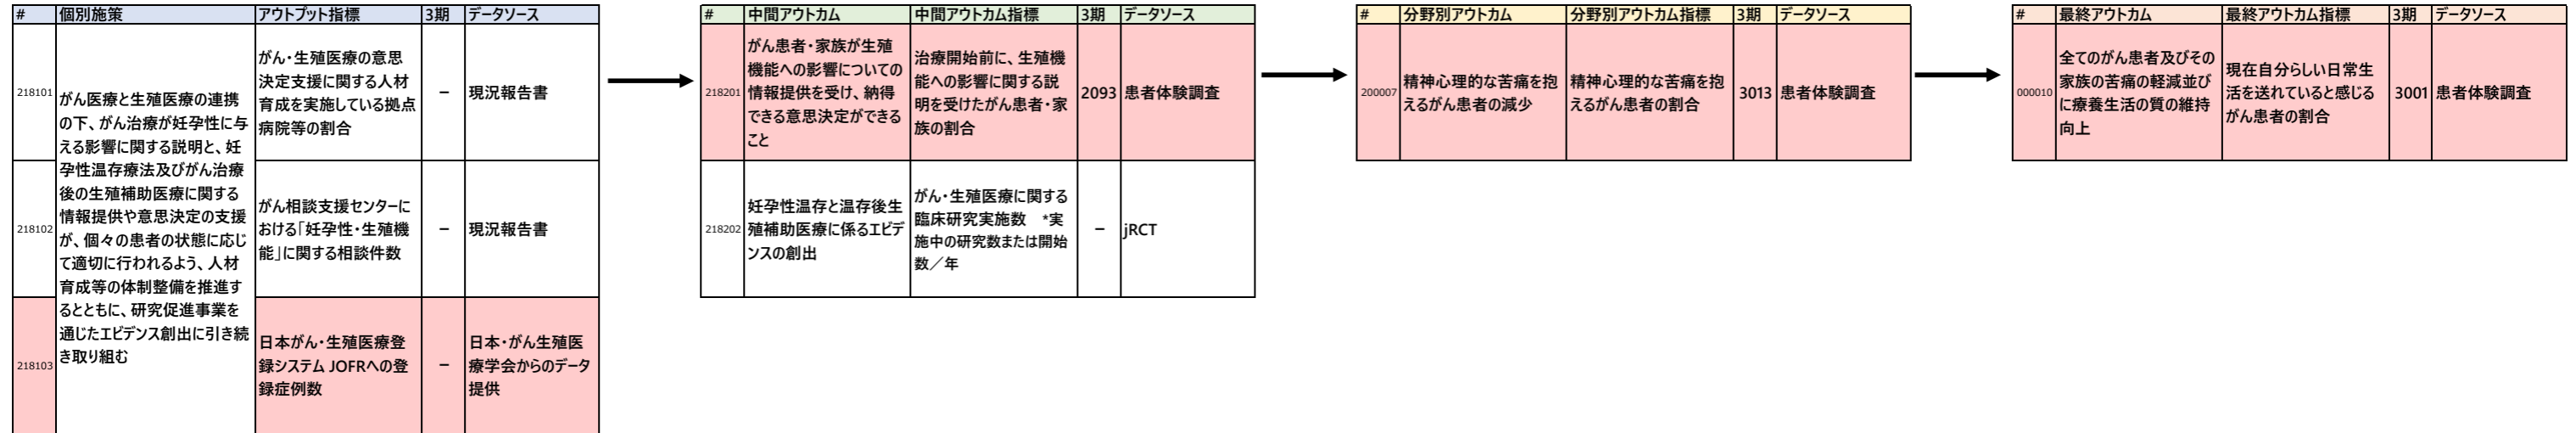 # 個別施策 アウトプット指標 3期 データソース
218101
がん医療と生殖医療の連携
の下、がん治療が妊孕性に与
える影響に関する説明と、妊
孕性温存療法及びがん治療
後の生殖補助医療に関する
情報提供や意思決定の支援
が、個々の患者の状態に応じ
て適切に行われるよう、人材
育成等の体制整備を推進す
るとともに、研究促進事業を
通じたエビデンス創出に引き続
き取り組む
がん・生殖医療の意思
決定支援に関する人材
育成を実施している拠点
病院等の割合
－
現況報告書
218102
がん相談支援センターに
おける「妊孕性・生殖機
能」に関する相談件数
－
現況報告書
218103
日本がん・生殖医療登
録システム JOFRへの登
録症例数
－
日本・がん生殖医
療学会からのデータ
提供
# 中間アウトカム 中間アウトカム指標 3期 データソース
218201
がん患者・家族が生殖
機能への影響についての
情報提供を受け、納得
できる意思決定ができる
こと
治療開始前に、生殖機
能への影響に関する説
明を受けたがん患者・家
族の割合
2093
患者体験調査
218202
妊孕性温存と温存後生
殖補助医療に係るエビデ
ンスの創出
がん・生殖医療に関する
臨床研究実施数 *実
施中の研究数または開始
数／年
－
jRCT
# 分野別アウトカム 分野別アウトカム指標 3期 データソース
200007
精神心理的な苦痛を抱
えるがん患者の減少
精神心理的な苦痛を抱
えるがん患者の割合
3013
患者体験調査
# 最終アウトカム 最終アウトカム指標 3期 データソース
000010
全てのがん患者及びその
家族の苦痛の軽減並び
に療養生活の質の維持
向上
現在自分らしい日常生
活を送れていると感じる
がん患者の割合
3001
患者体験調査